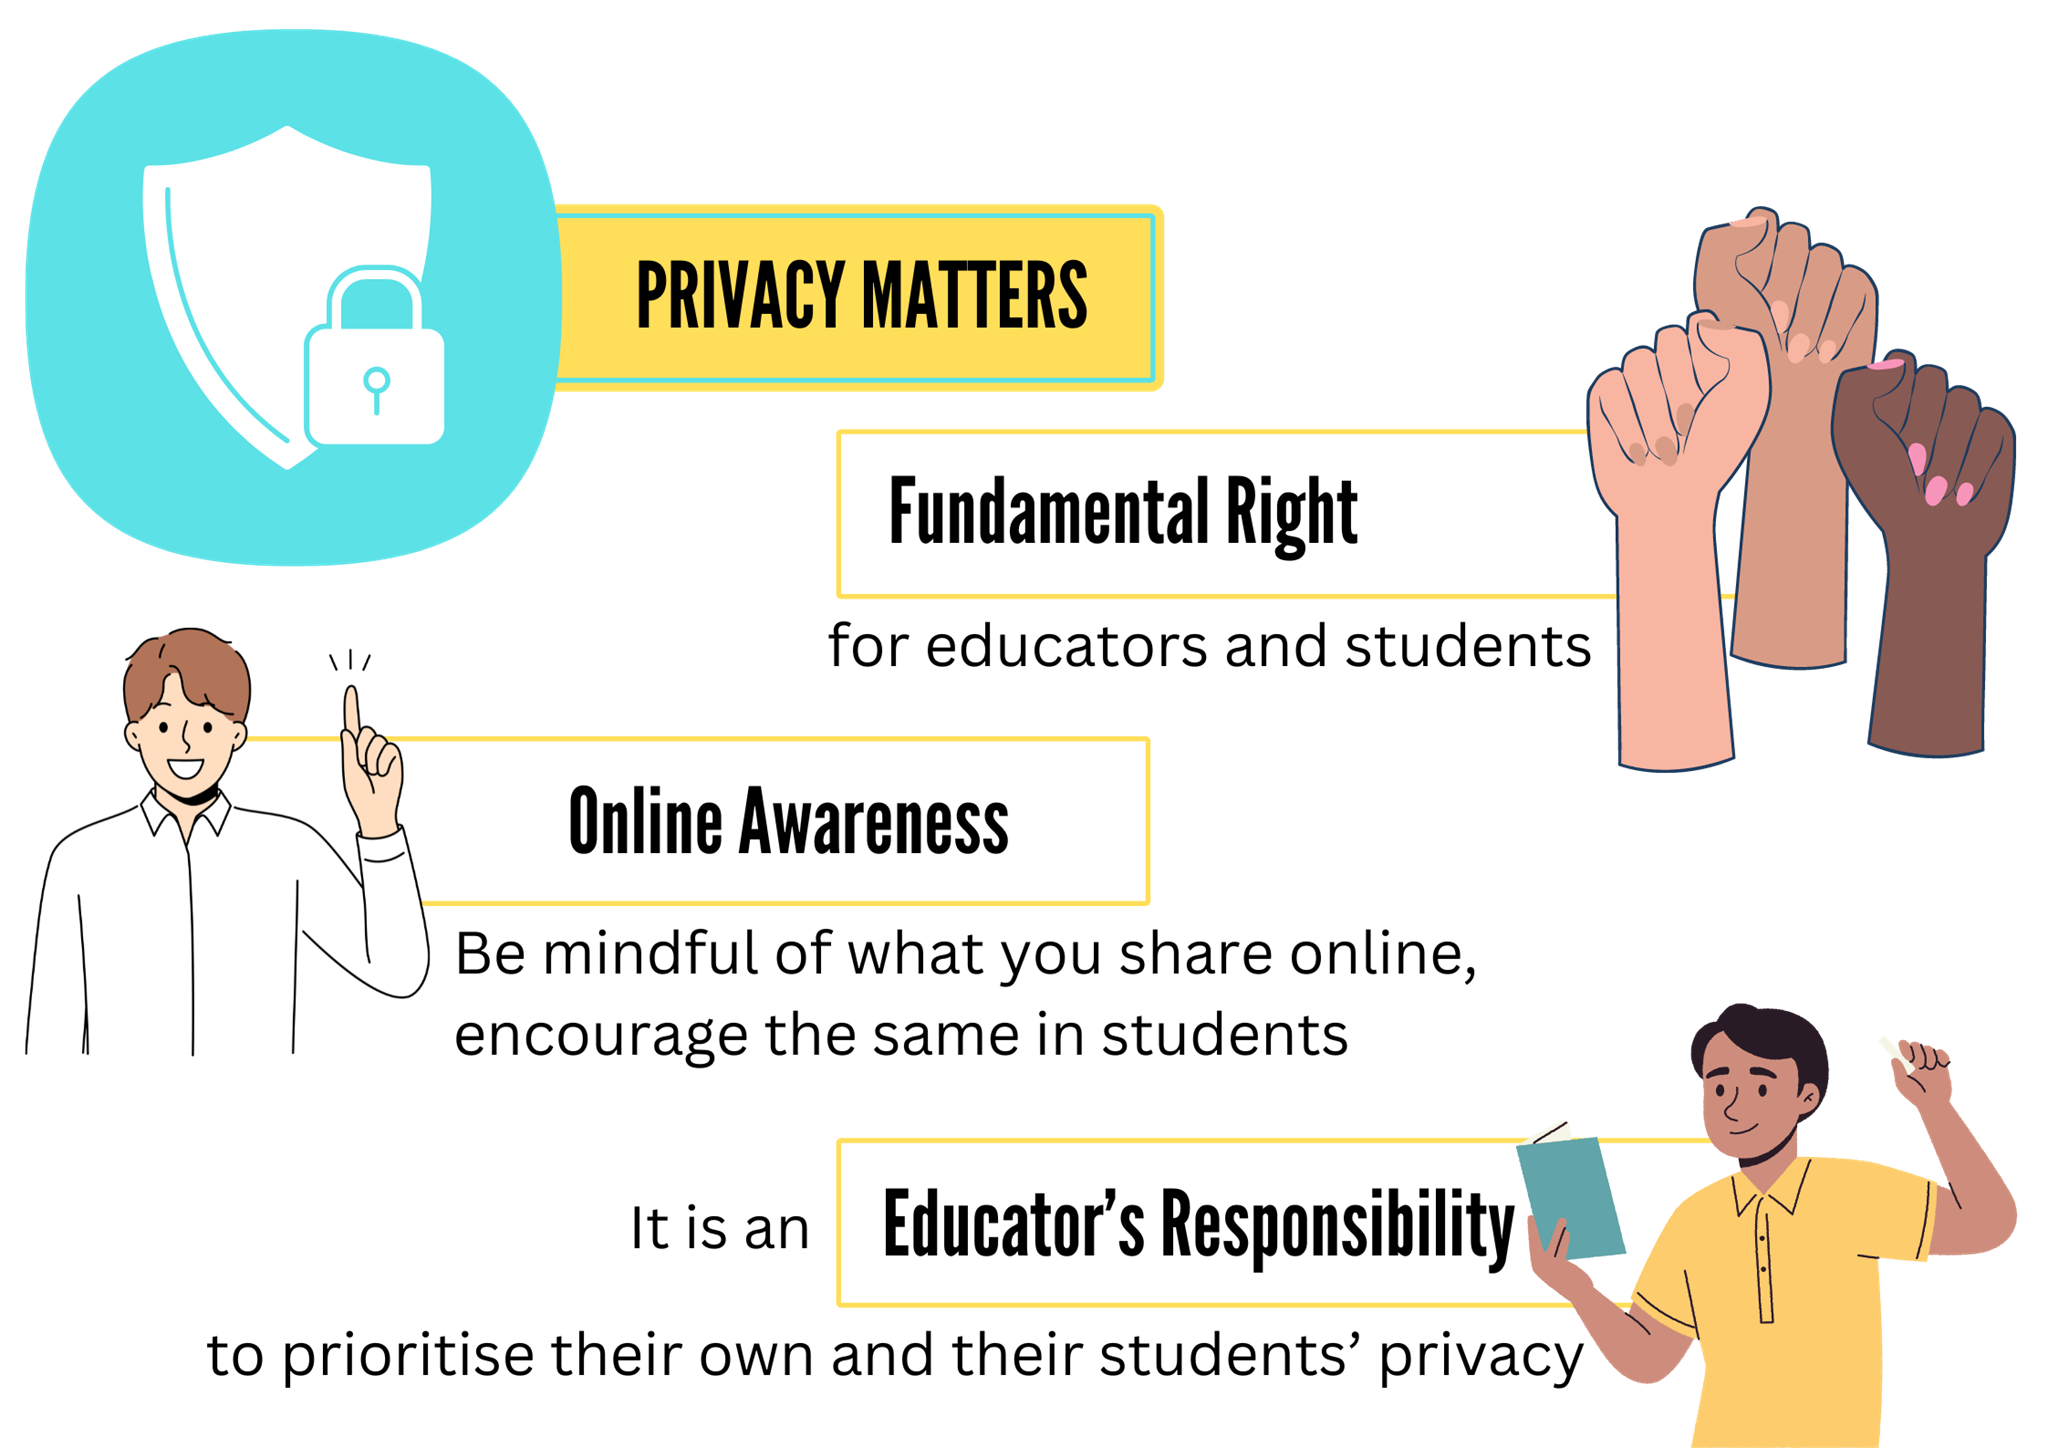 PRIVACY MATTERS
Fundamental Right
for educators and students
Online Awareness
Be mindful of what you share online,
encourage the same in students
It is an Educator’s Responsibility
to prioritise their own and their students’ privacy